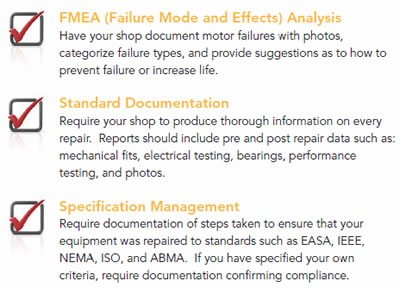 FMEA (Failure Mode and Effects) Analysis
Have your shop document motor failures with photos,
categorize failure types, and provide suggestions as to how to
prevent failure or increase life.
Standard Documentation
Require your shop to produce thorough information on every
repair.  Reports should include pre and post repair data such as:
mechanical fits, electrical testing, bearings, performance
testing, and photos.
Specification Management
Require documentation of steps taken to ensure that your
equipment was repaired to standards such as EASA, IEEE,
NEMA, ISO, and ABMA.  If you have specified your own
criteria, require documentation confirming compliance.